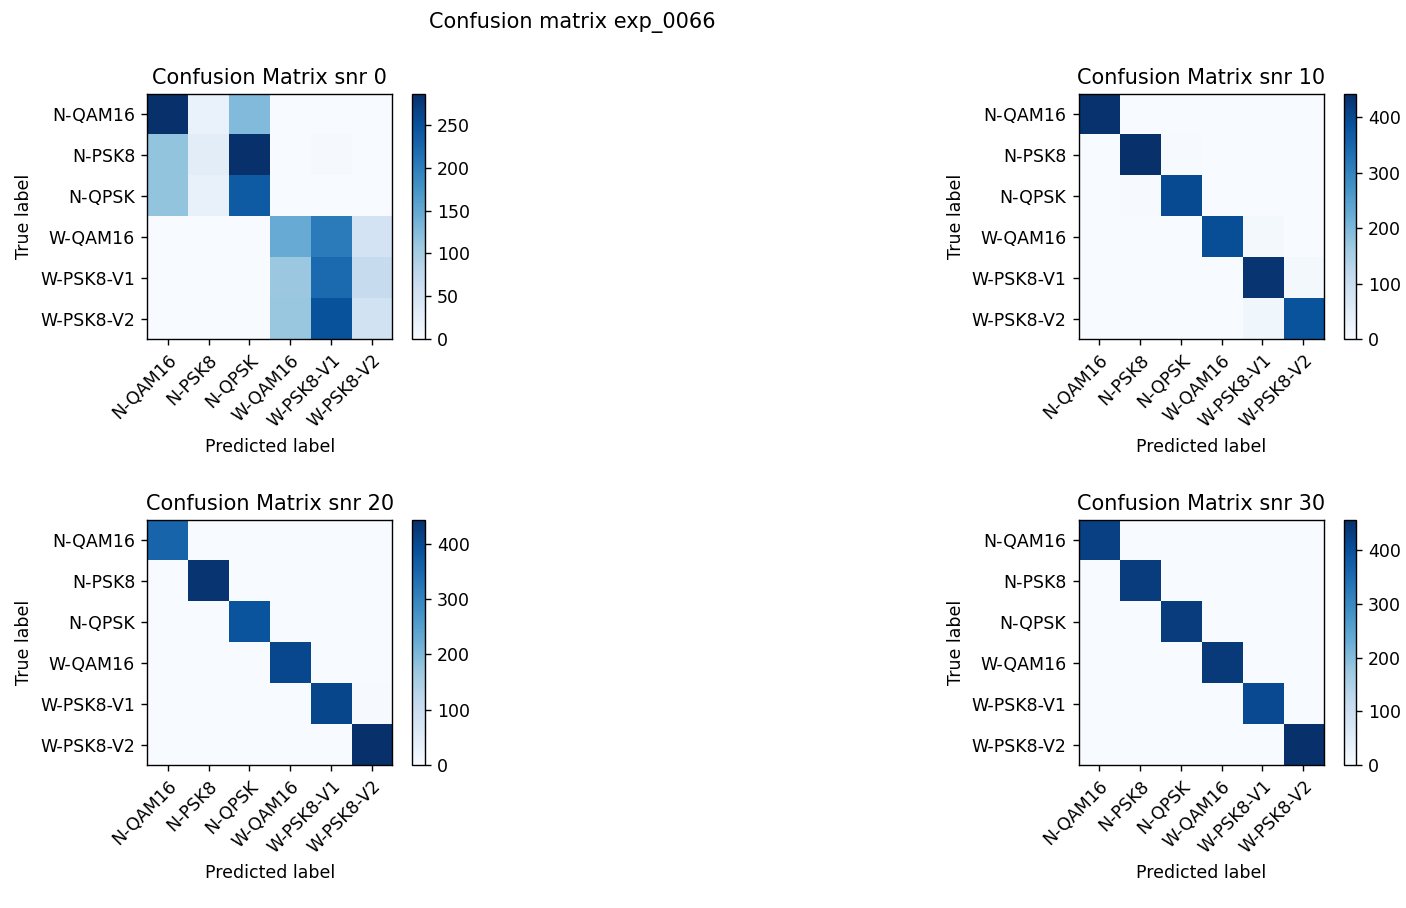 Confusion matrix exp_0066
Confusion Matrix snr 0
True label
N-QAM16
N-PSK8
N-QPSK
W-QAM16
W-PSK8-V1
W-PSK8-V2
N-QAM16
N-PSK8
N-QPSK
W-QAM16
W-PSK8-V1
W-PSK8-V2
Predicted label
250
200
150
100
50
0
Confusion Matrix snr 10
True label
N-QAM16
N-PSK8
N-QPSK
W-QAM16
W-PSK8-V1
W-PSK8-V2
N-QAM16
N-PSK8
N-QPSK
W-QAM16
W-PSK8-V1
W-PSK8-V2
Predicted label
400
300
200
100
0
Confusion Matrix snr 20
True label
N-QAM16
N-PSK8
N-QPSK
W-QAM16
W-PSK8-V1
W-PSK8-V2
N-QAM16
N-PSK8
N-QPSK
W-QAM16
W-PSK8-V1
W-PSK8-V2
Predicted label
400
300
200
100
0
Confusion Matrix snr 30
True label
N-QAM16
N-PSK8
N-QPSK
W-QAM16
W-PSK8-V1
W-PSK8-V2
N-QAM16
N-PSK8
N-QPSK
W-QAM16
W-PSK8-V1
W-PSK8-V2
Predicted label
400
300
200
100
0